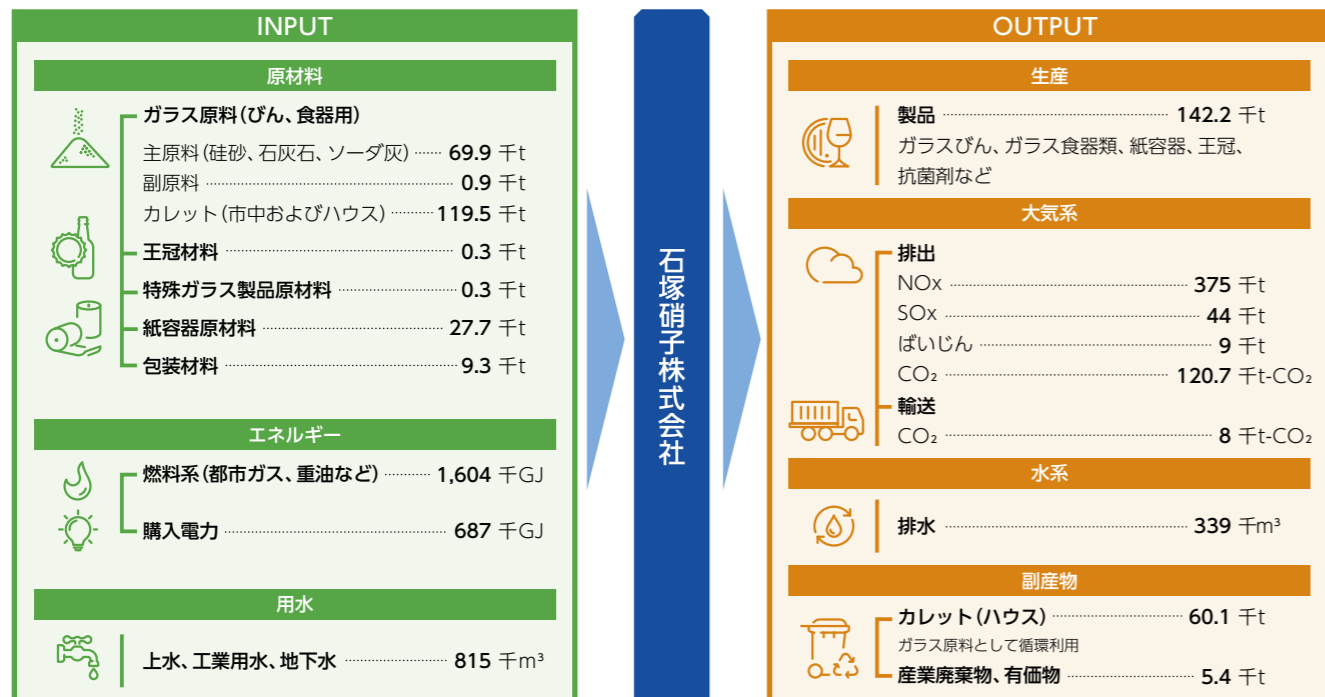 INPUT
原材料
ガラス原料(びん、食器用)
主原料(硅砂、石灰石、ソーダ灰) 69.9 千t
副原料 0.9 千t
カレット(市中およびハウス) 119.5 千t
王冠材料 0.3 千t
特殊ガラス製品原材料 0.3 千t
紙容器原材料 27.7 千t
包装材料 9.3 千t
エネルギー
燃料系(都市ガス、重油など) 1,604 千GJ
購入電力 687 千GJ
用水
上水、工業用水、地下水 815 千m³
石塚硝子株式会社
OUTPUT
生産
製品 142.2 千t
ガラスびん、ガラス食器類、紙容器、王冠、
抗菌剤など
大気系
排出
NOx 375 千t
SOx 44 千t
ばいじん 9 千t
CO₂ 120.7 千t-CO₂
輸送
CO₂ 8 千t-CO₂
水系
排水 339 千m³
副産物
カレット(ハウス) 60.1 千t
ガラス原料として循環利用
産業廃棄物、有価物 5.4 千t